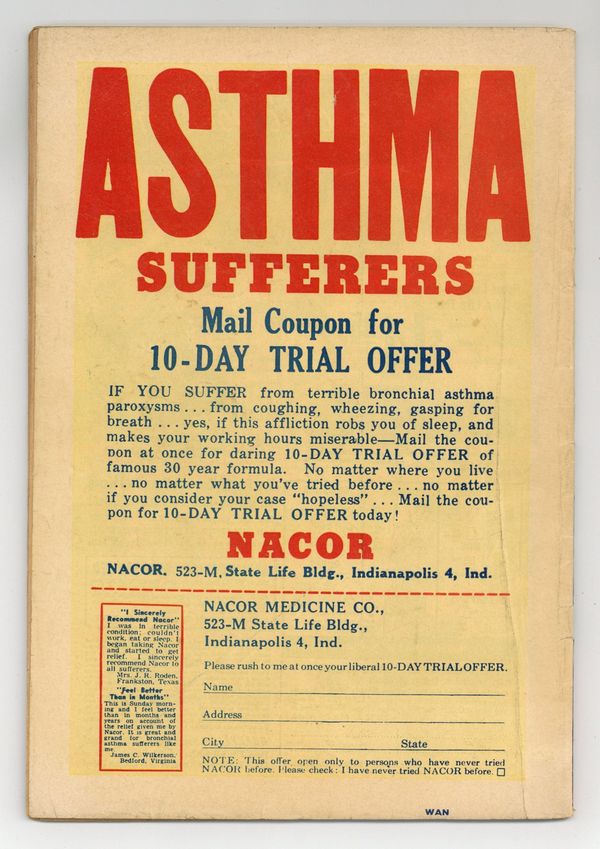 ASTHMA
SUFFERERS
Mail Coupon for
10-DAY TRIAL OFFER
IF YOU SUFFER from terrible bronchial asthma
paroxysms . . . from coughing, wheezing, gasping for
breath . . . yes, if this affliction robs you of sleep, and
makes your working hours miserable—Mail the cou-
pon at once for daring 10-DAY TRIAL OFFER of
famous 30 year formula. No matter where you live
. . . no matter what you've tried before . . . no matter
if you consider your case "hopeless" . . . Mail the cou-
pon for 10-DAY TRIAL OFFER today!
NACOR
NACOR. 523-M, State Life Bldg., Indianapolis 4, Ind.
"I Sincerely
Recommend Nacor"
I was in terrible
condition; couldn't
work, eat or sleep. I
began taking Nacor
and started to get
relief. I sincerely
recommend Nacor to
all sufferers.
Mrs. J. R. Roden,
Frankston, Texas
"Feel Better
Than in Months"
This is Sunday morn-
ing and I feel better
than in months and
years on account of
the relief given me by
Nacor. It is great and
grand for bronchial
asthma sufferers like
me.
James C. Wilkerson,
Bedford, Virginia
NACOR MEDICINE CO.,
523-M State Life Bldg.,
Indianapolis 4, Ind.
Please rush to me at once your liberal 10-DAY TRIAL OFFER.
Name
Address
City State
NOTE: This offer open only to persons who have never tried
NACOR before. Please check: I have never tried NACOR before. □
WAN